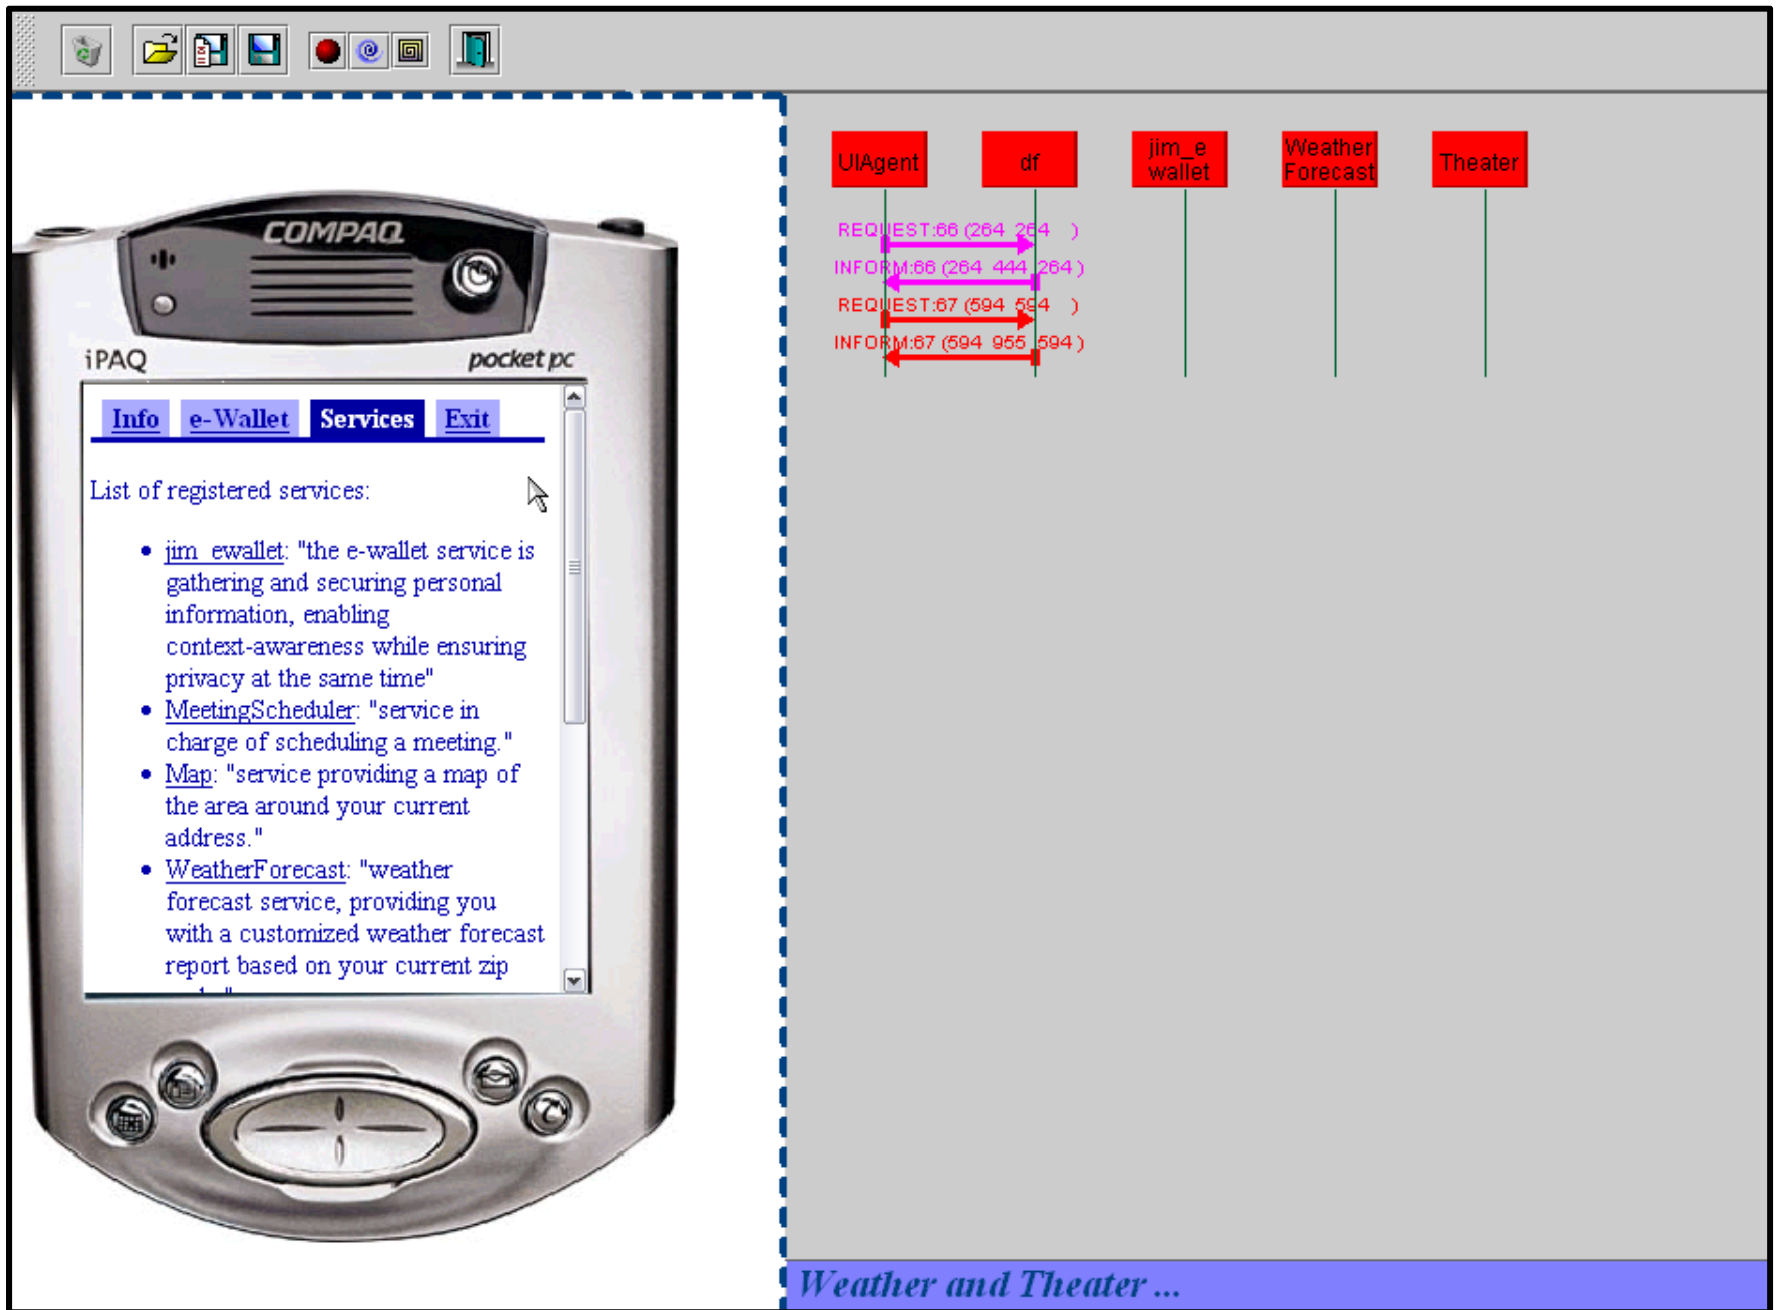 COMPAQ
iPAQ pocket pc
Info e-Wallet Services Exit
List of registered services:
• jim_ewallet: "the e-wallet service is
gathering and securing personal
information, enabling
context-awareness while ensuring
privacy at the same time"
• MeetingScheduler: "service in
charge of scheduling a meeting."
• Map: "service providing a map of
the area around your current
address."
• WeatherForecast: "weather
forecast service, providing you
with a customized weather forecast
report based on your current zip
UIAgent
df
jim_e
wallet
Weather
Forecast
Theater
REQUEST:66 (264 264 )
INFORM:66 (264 444 264 )
REQUEST:67 (594 594 )
INFORM:67 (594 955 594 )
Weather and Theater ...